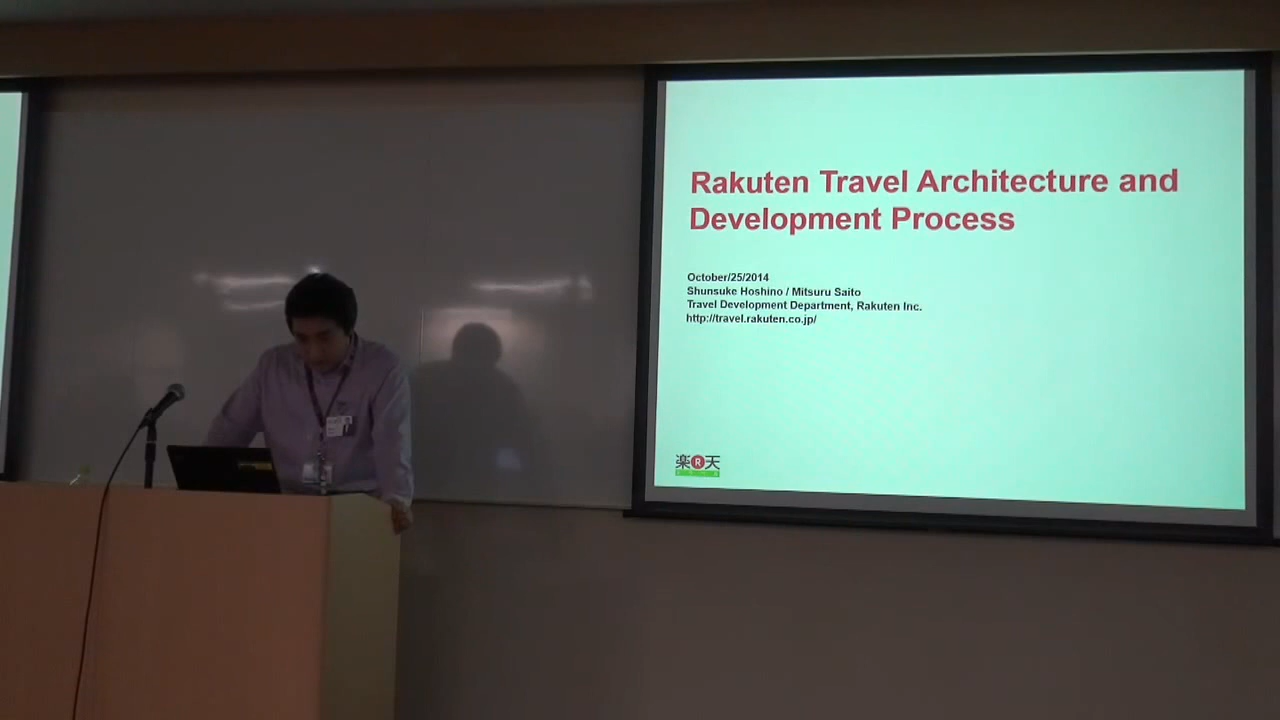 Rakuten Travel Architecture and
Development Process
October/25/2014
Shunsuke Hoshino / Mitsuru Saito
Travel Development Department, Rakuten Inc.
http://travel.rakuten.co.jp/
楽R天